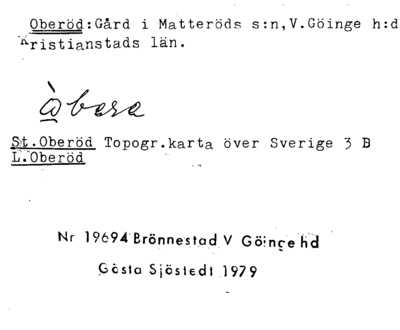 Oberöd:Gård i Matteröds s:n,V.Göinge h:d
Kristianstads län.
St.Oberöd Topogr.karta över Sverige 3 B
L.Oberöd
Nr 19694 Brönnestad V Göinge hd
Gösta Sjöstedt 1979